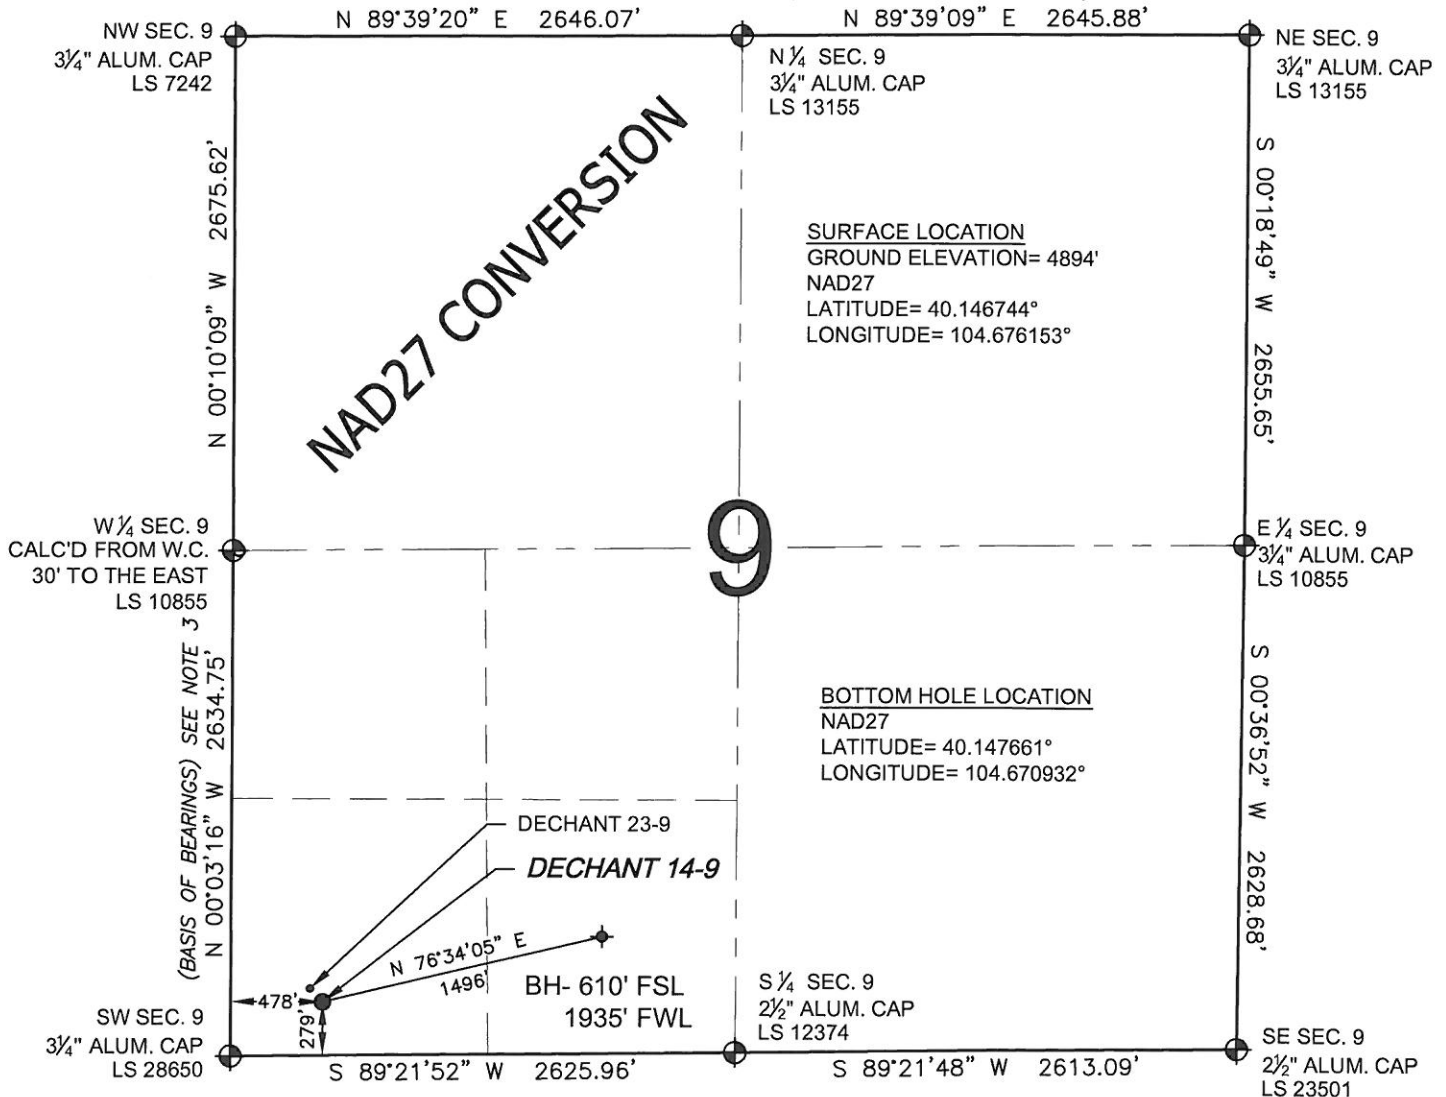 N 89°39'20" E 2646.07'
N 89°39'09" E 2645.88'
NW SEC. 9
3¼" ALUM. CAP
LS 7242
N ¼ SEC. 9
3¼" ALUM. CAP
LS 13155
NE SEC. 9
3¼" ALUM. CAP
LS 13155
N 00°10'09" W 2675.62'
NAD27 CONVERSION
SURFACE LOCATION
GROUND ELEVATION= 4894'
NAD27
LATITUDE= 40.146744°
LONGITUDE= 104.676153°
S 00°18'49" W 2655.65'
W ¼ SEC. 9
CALC'D FROM W.C.
30' TO THE EAST
LS 10855
9
E ¼ SEC. 9
3¼" ALUM. CAP
LS 10855
(BASIS OF BEARINGS) SEE NOTE 3
N 00°03'16" W 2634.75'
BOTTOM HOLE LOCATION
NAD27
LATITUDE= 40.147661°
LONGITUDE= 104.670932°
S 00°36'52" W 2628.68'
DECHANT 23-9
DECHANT 14-9
N 76°34'05" E
1496'
BH- 610' FSL
1935' FWL
478'
279'
SW SEC. 9
3¼" ALUM. CAP
LS 28650
S ¼ SEC. 9
2½" ALUM. CAP
LS 12374
SE SEC. 9
2½" ALUM. CAP
LS 23501
S 89°21'52" W 2625.96'
S 89°21'48" W 2613.09'